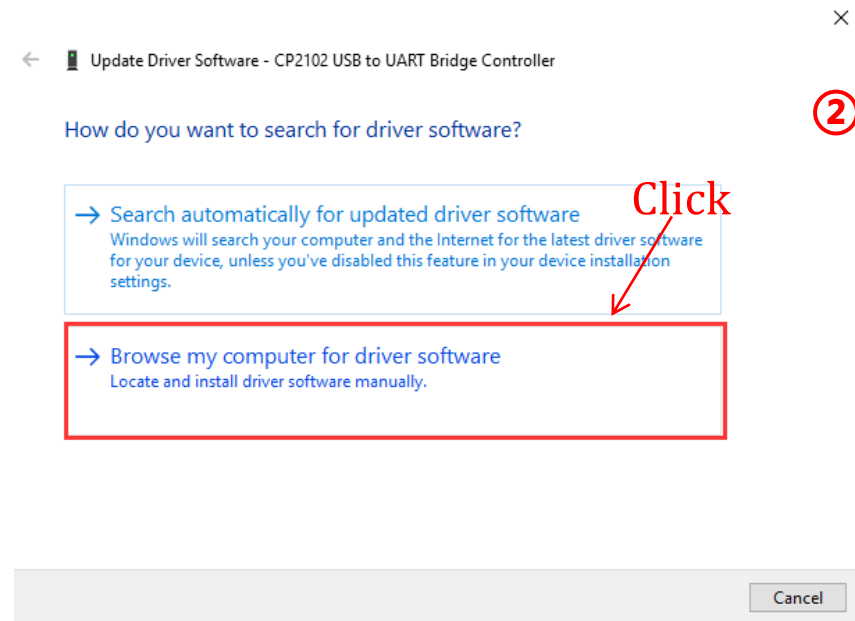 Update Driver Software - CP2102 USB to UART Bridge Controller
②
How do you want to search for driver software?
Click
Search automatically for updated driver software
Windows will search your computer and the Internet for the latest driver software
for your device, unless you've disabled this feature in your device installation
settings.
Browse my computer for driver software
Locate and install driver software manually.
Cancel